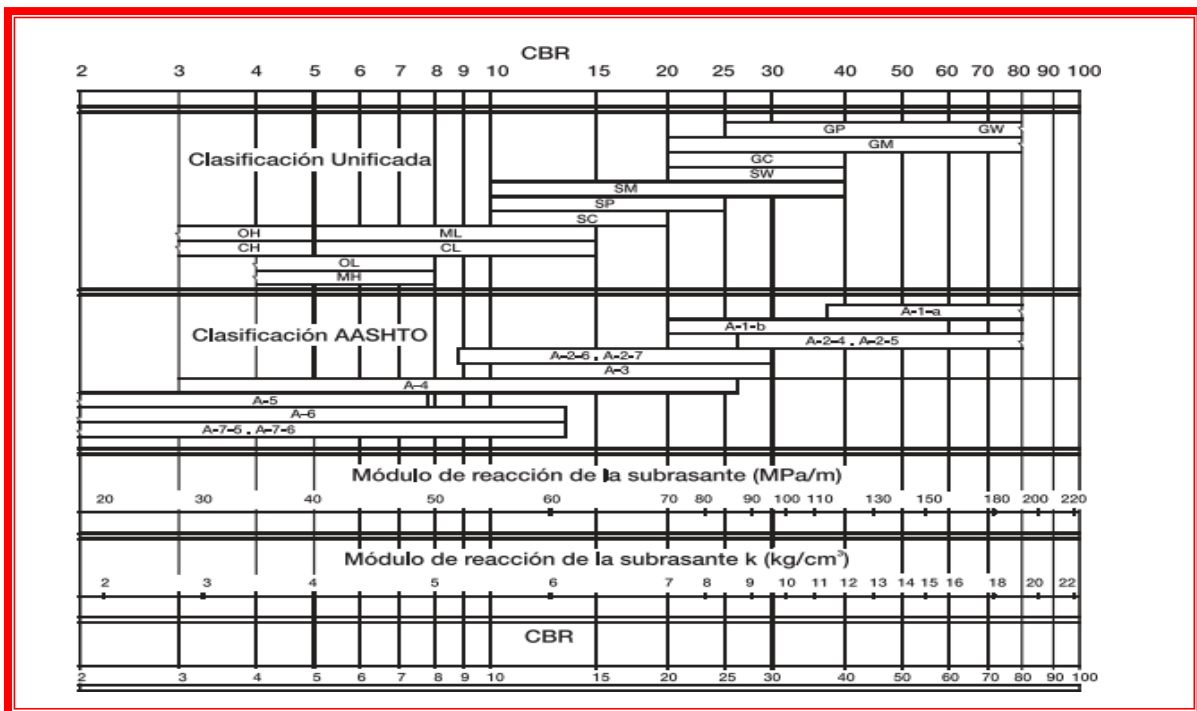 CBR
2 3 4 5 6 7 8 9 10 15 20 25 30 40 50 60 70 80 90 100
GP GW
Clasificación Unificada
GM
GC
SW
SM
SP
SC
OH ML
CH CL
OL
MH
A-1-a
Clasificación AASHTO
A-1-b
A-2-4 , A-2-5
A-2-6 , A-2-7
A-3
A-4
A-5
A-6
A-7-5 , A-7-6
Módulo de reacción de la subrasante (MPa/m)
20 30 40 50 60 70 80 90 100 110 130 150 180 200 220
Módulo de reacción de la subrasante k (kg/cm³)
2 3 4 5 6 7 8 9 10 11 12 13 14 15 16 18 20 22
CBR
2 3 4 5 6 7 8 9 10 15 20 25 30 40 50 60 70 80 90 100